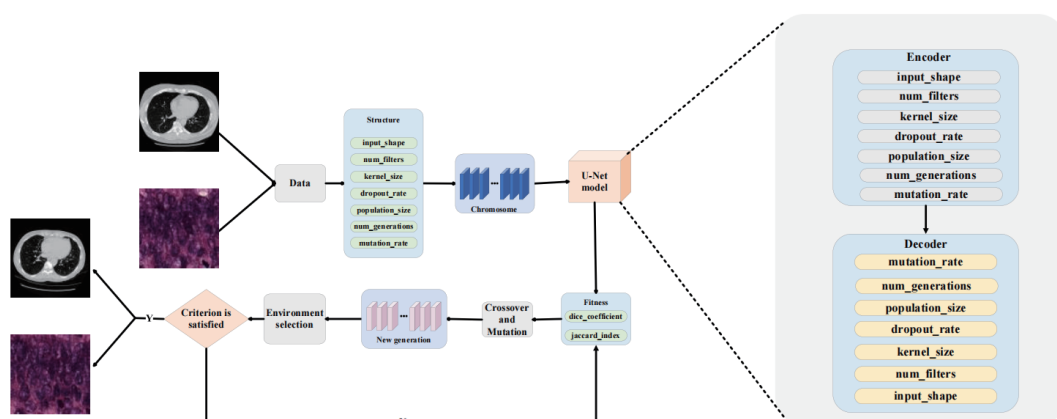 Structure
input_shape
num_filters
kernel_size
dropout_rate
population_size
num_generations
mutation_rate
Data
Chromosome
U-Net
model
Encoder
input_shape
num_filters
kernel_size
dropout_rate
population_size
num_generations
mutation_rate
Decoder
mutation_rate
num_generations
population_size
dropout_rate
kernel_size
num_filters
input_shape
Y
Criterion is
satisfied
Environment
selection
New generation
Crossover
and
Mutation
Fitness
dice_coefficient
jaccard_index